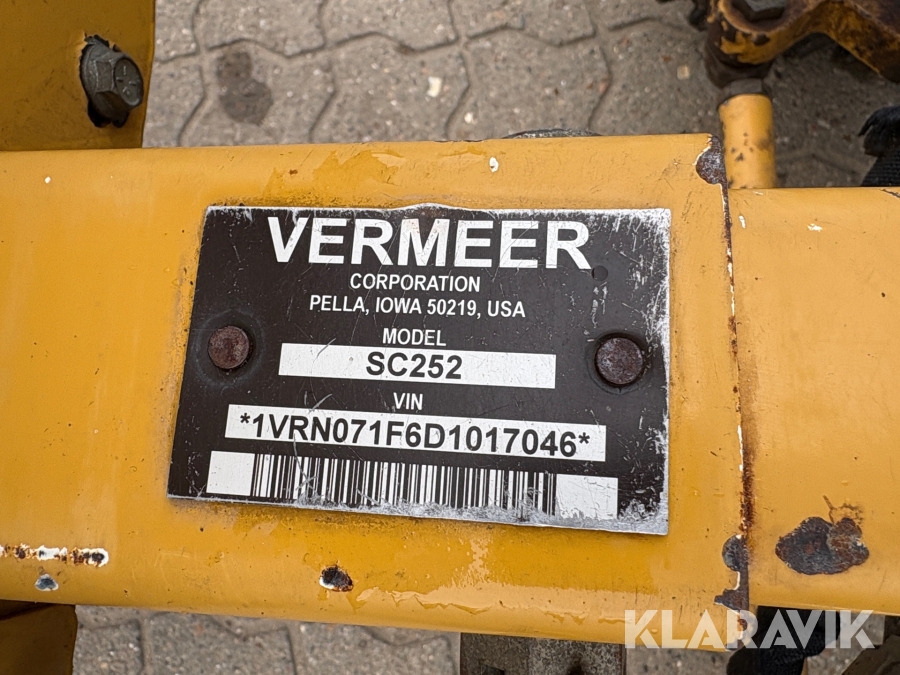 VERMEER
CORPORATION
PELLA, IOWA 50219, USA
MODEL
SC252
VIN
*1VRN071F6D1017046*
KLARAVIK